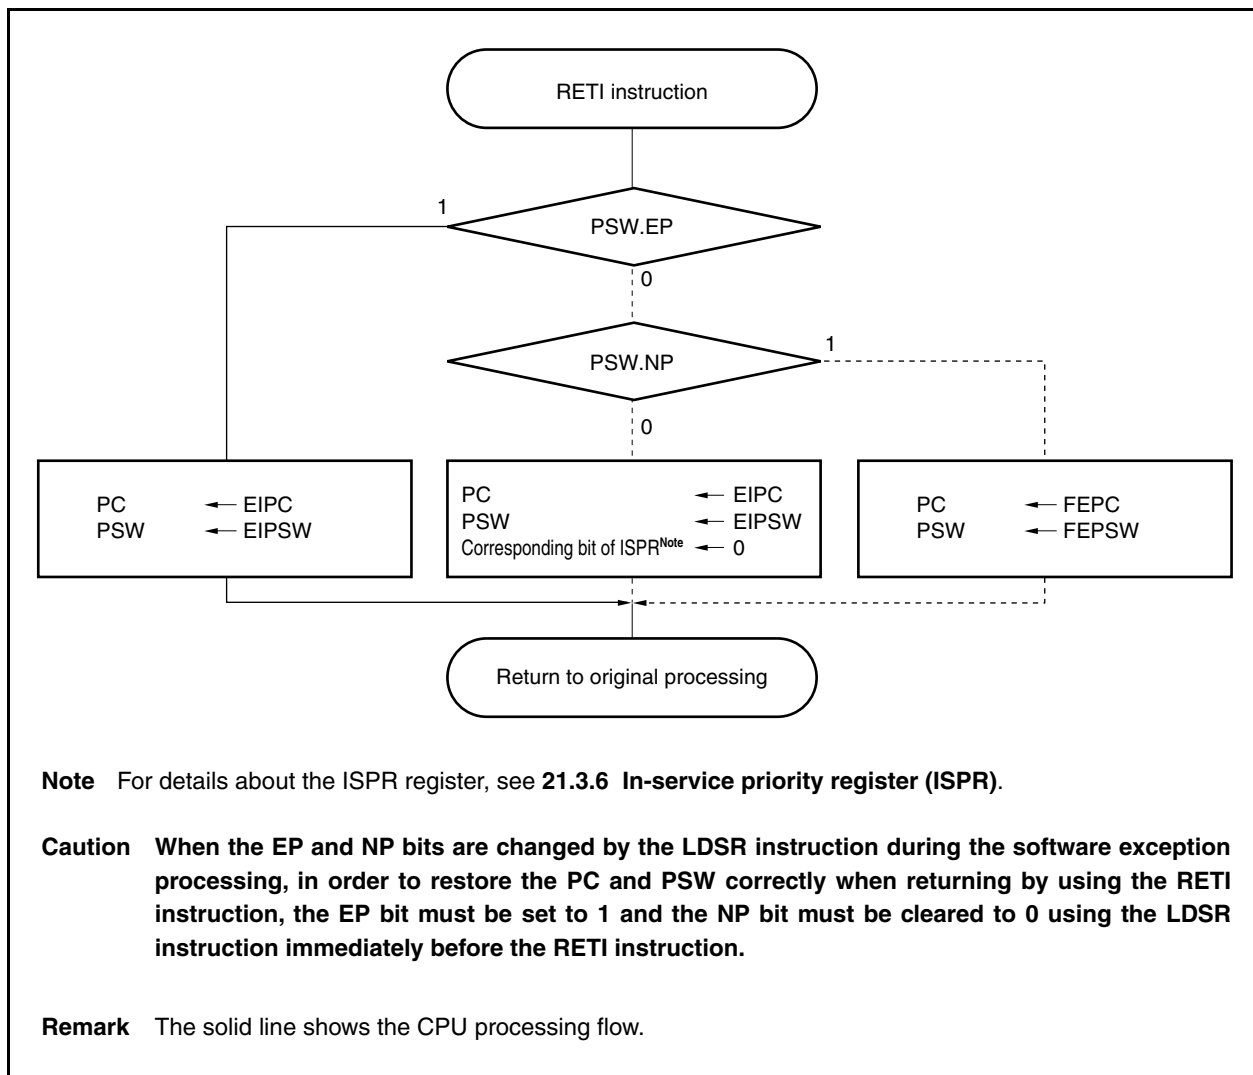 RETI instruction
1
PSW.EP
0
1
PSW.NP
0
PC ← EIPC
PSW ← EIPSW
PC ← EIPC
PSW ← EIPSW
Corresponding bit of ISPRNote ← 0
PC ← FEPC
PSW ← FEPSW
Return to original processing
Note For details about the ISPR register, see 21.3.6 In-service priority register (ISPR).
Caution When the EP and NP bits are changed by the LDSR instruction during the software exception
processing, in order to restore the PC and PSW correctly when returning by using the RETI
instruction, the EP bit must be set to 1 and the NP bit must be cleared to 0 using the LDSR
instruction immediately before the RETI instruction.
Remark The solid line shows the CPU processing flow.